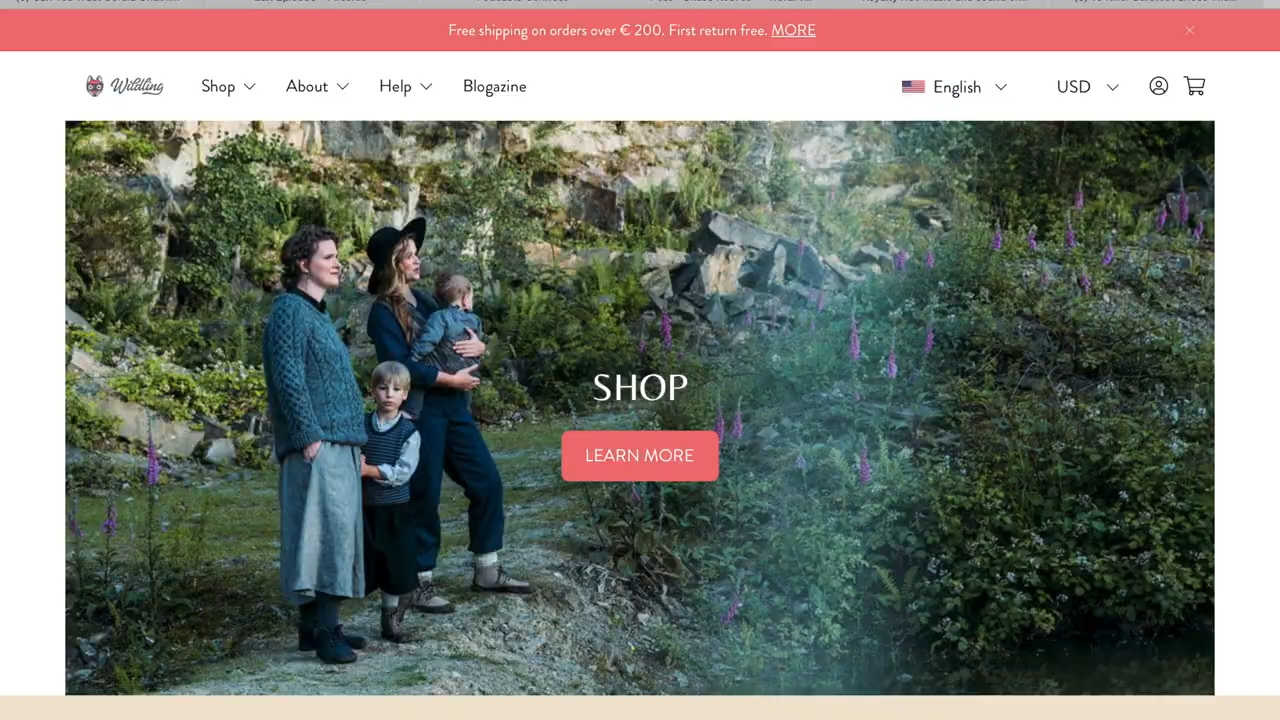 Free shipping on orders over € 200. First return free. MORE
Wildling
Shop
About
Help
Blogazine
English
USD
SHOP
LEARN MORE